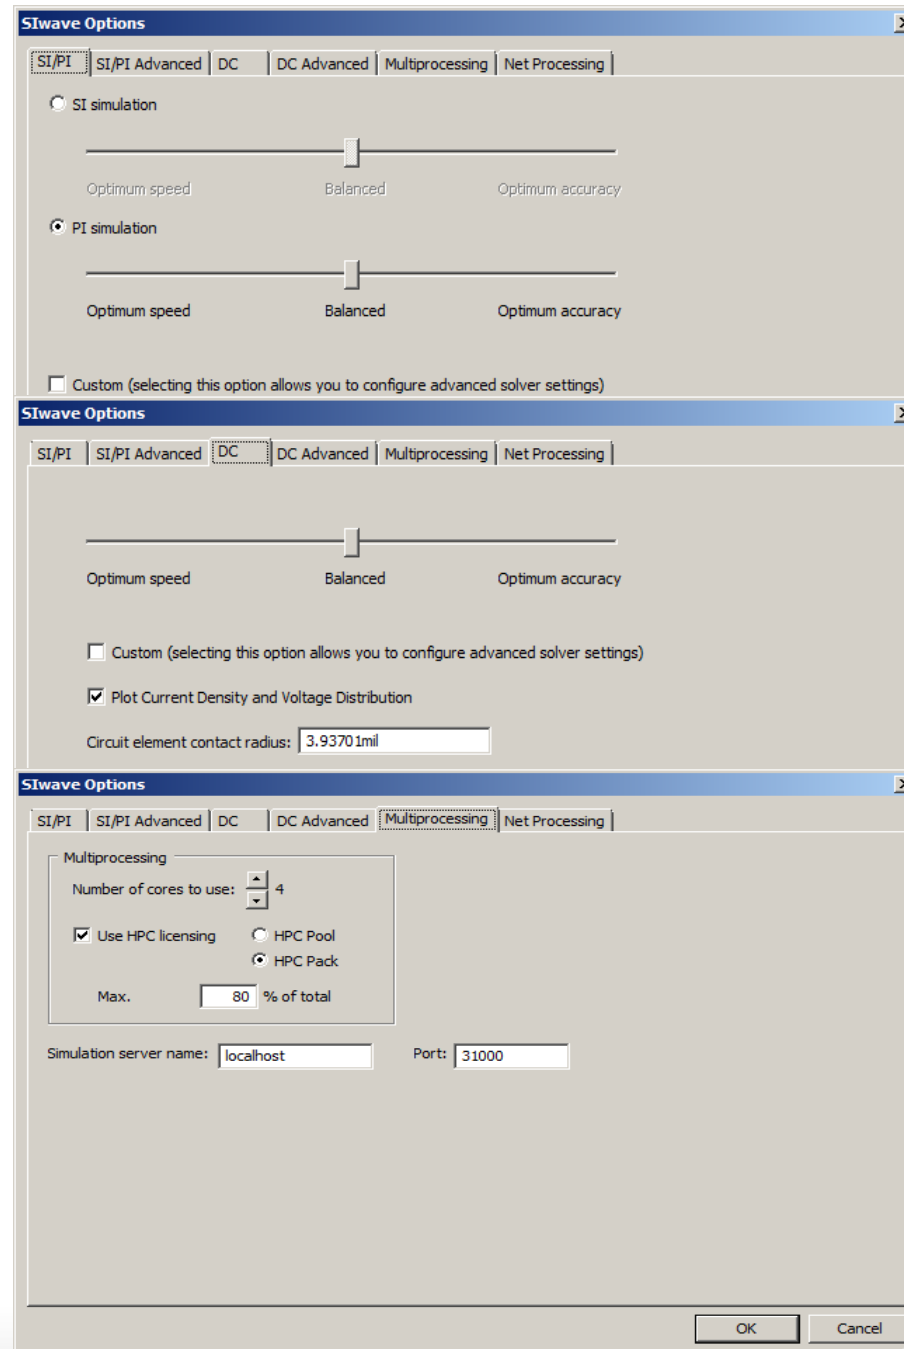 SIwave Options
SI/PI SI/PI Advanced DC DC Advanced Multiprocessing Net Processing
SI simulation
Optimum speed Balanced Optimum accuracy
PI simulation
Optimum speed Balanced Optimum accuracy
Custom (selecting this option allows you to configure advanced solver settings)
SIwave Options
SI/PI SI/PI Advanced DC DC Advanced Multiprocessing Net Processing
Optimum speed Balanced Optimum accuracy
Custom (selecting this option allows you to configure advanced solver settings)
Plot Current Density and Voltage Distribution
Circuit element contact radius: 3.93701mil
SIwave Options
SI/PI SI/PI Advanced DC DC Advanced Multiprocessing Net Processing
Multiprocessing
Number of cores to use: 4
Use HPC licensing HPC Pool
HPC Pack
Max. 80 % of total
Simulation server name: localhost Port: 31000
OK Cancel